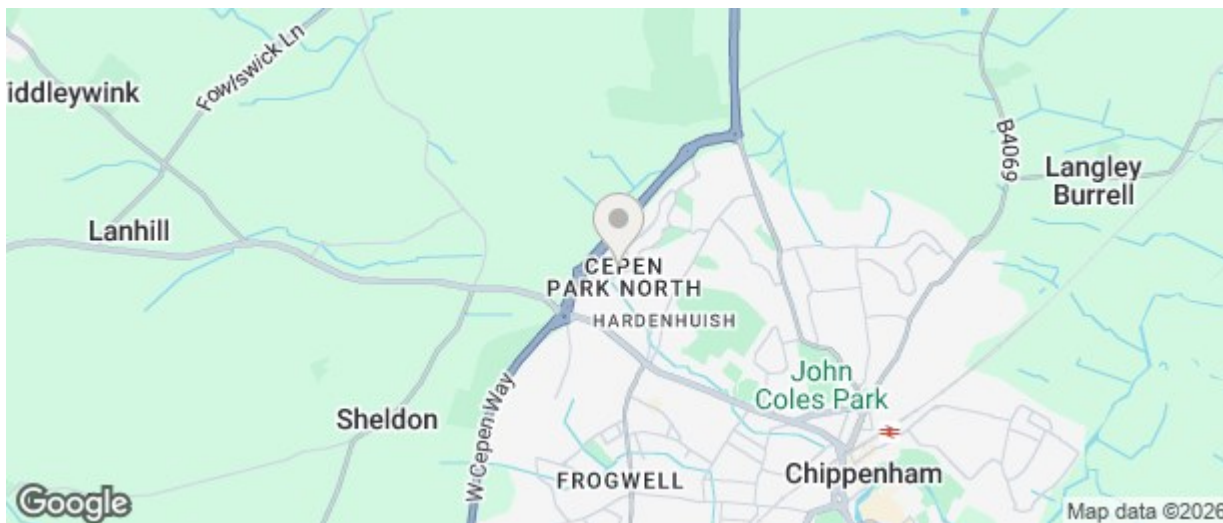 Fowlswick Ln
iddleywink
B4069
Langley
Burrell
Lanhill
CEPEN
PARK NORTH
HARDENHUISH
John
Coles Park
W Cepen Way
Sheldon
FROGWELL
Chippenham
Google
Map data ©2026